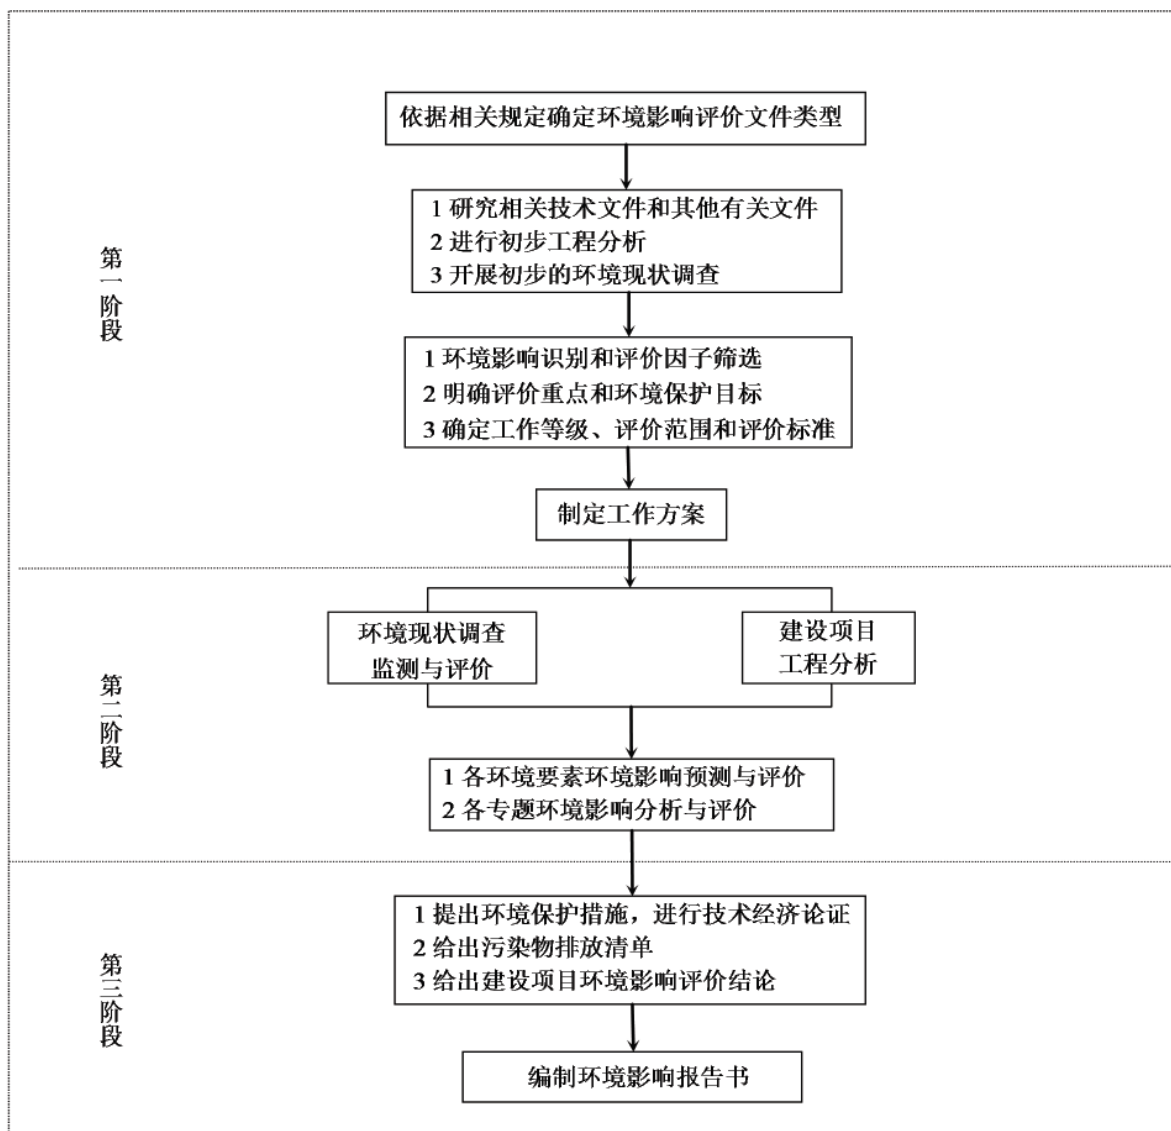 依据相关规定确定环境影响评价文件类型
1 研究相关技术文件和其他有关文件
2 进行初步工程分析
3 开展初步的环境现状调查
第一阶段
1 环境影响识别和评价因子筛选
2 明确评价重点和环境保护目标
3 确定工作等级、评价范围和评价标准
制定工作方案
环境现状调查
监测与评价
建设项目
工程分析
第二阶段
1 各环境要素环境影响预测与评价
2 各专题环境影响分析与评价
1 提出环境保护措施，进行技术经济论证
2 给出污染物排放清单
3 给出建设项目环境影响评价结论
第三阶段
编制环境影响报告书